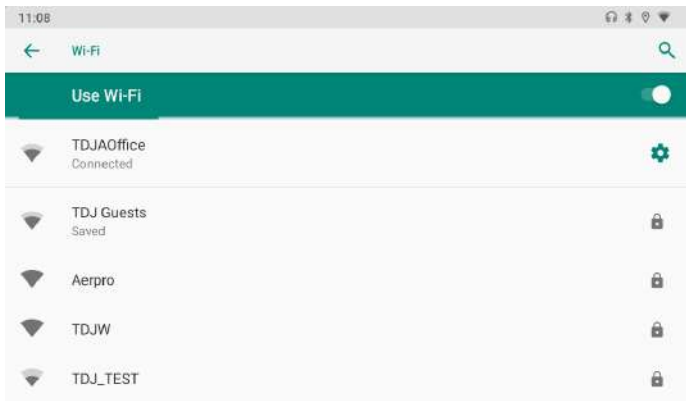 11:08
Wi-Fi
Use Wi-Fi
TDJAOffice
Connected
TDJ Guests
Saved
Aerpro
TDJW
TDJ_TEST